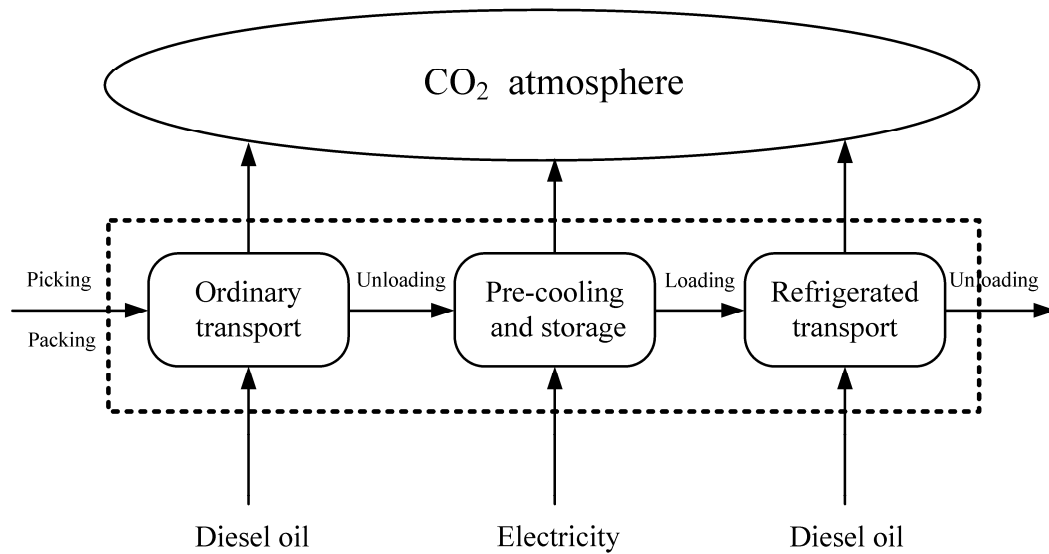 CO₂ atmosphere
Picking
Packing
Ordinary
transport
Unloading
Pre-cooling
and storage
Loading
Refrigerated
transport
Unloading
Diesel oil
Electricity
Diesel oil